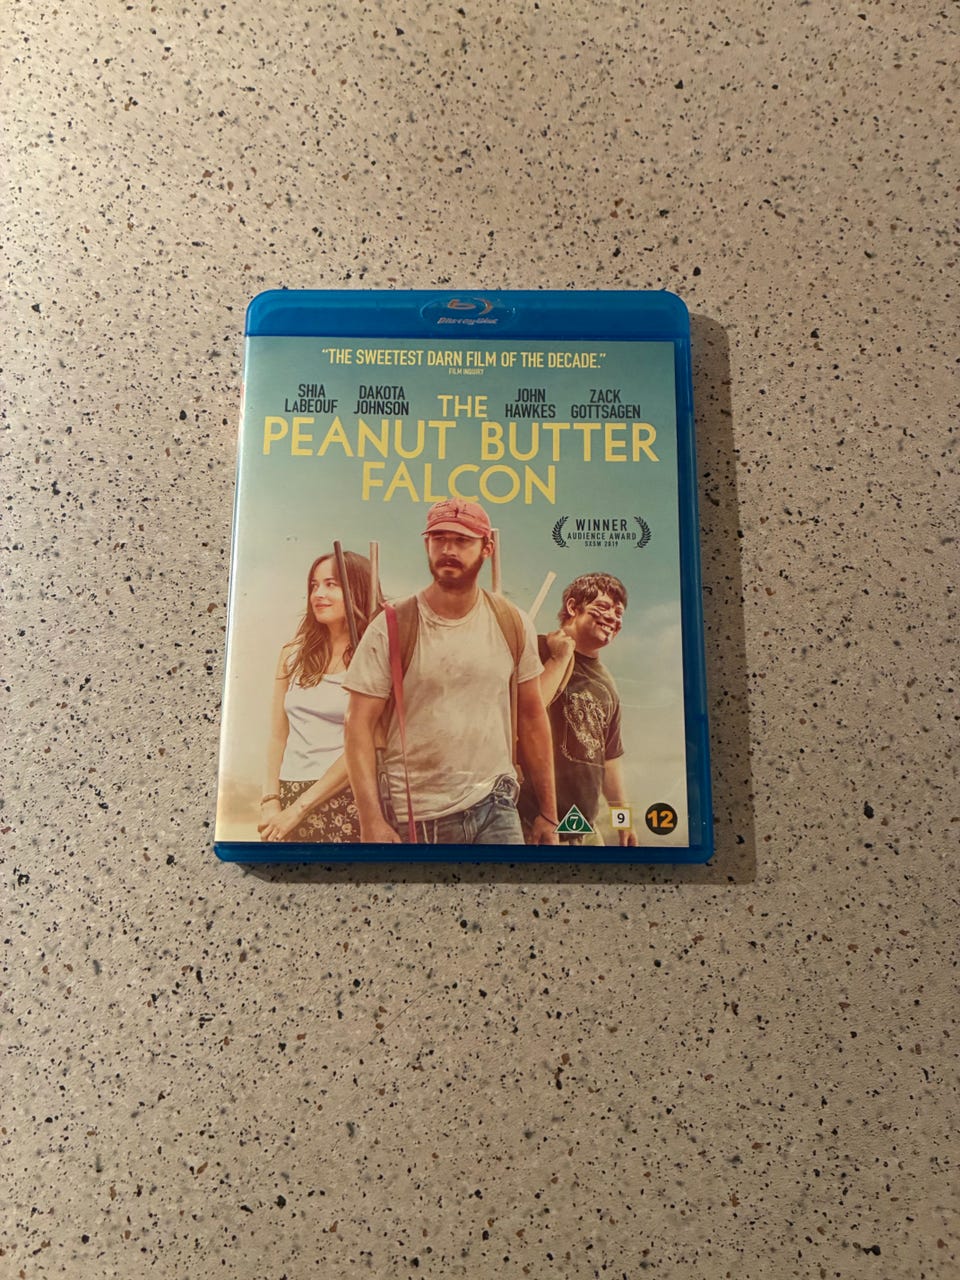 Blu-ray Disc
“THE SWEETEST DARN FILM OF THE DECADE.”
FILM INQUIRY
SHIA LaBEOUF
DAKOTA JOHNSON
JOHN HAWKES
ZACK GOTTSAGEN
THE
PEANUT BUTTER
FALCON
WINNER
AUDIENCE AWARD
SXSW 2019
7
9
12